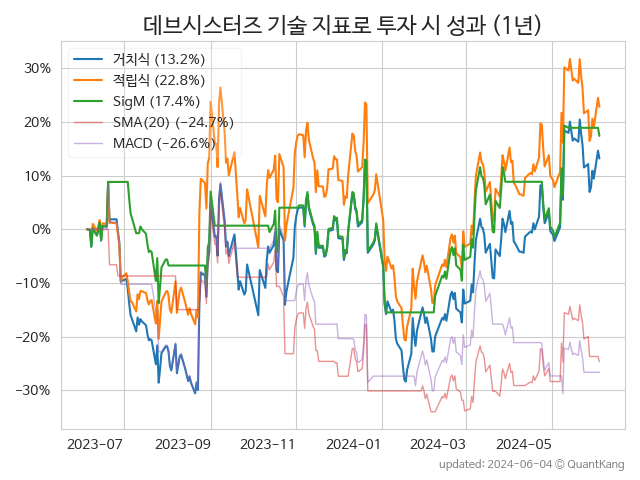 데브시스터즈 기술 지표로 투자 시 성과 (1년)
거치식 (13.2%)
적립식 (22.8%)
SigM (17.4%)
SMA(20) (−24.7%)
MACD (−26.6%)
30%
20%
10%
0%
−10%
−20%
−30%
2023−07 2023−09 2023−11 2024−01 2024−03 2024−05
updated: 2024−06−04 © QuantKang